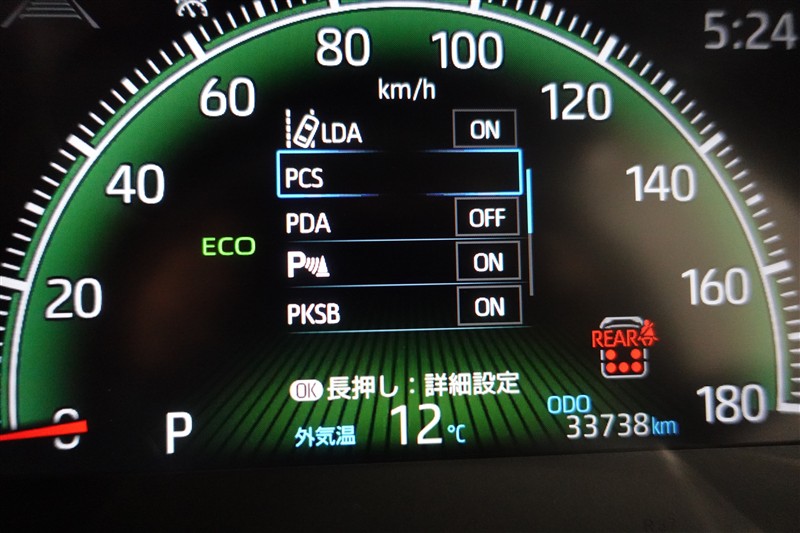 5:24
80 100
km/h
60 120
LDA ON
40 PCS 140
PDA OFF
ECO
P ON
20 160
PKSB ON
REAR
OK 長押し：詳細設定
0 180
P 外気温 12℃ ODO 33738km